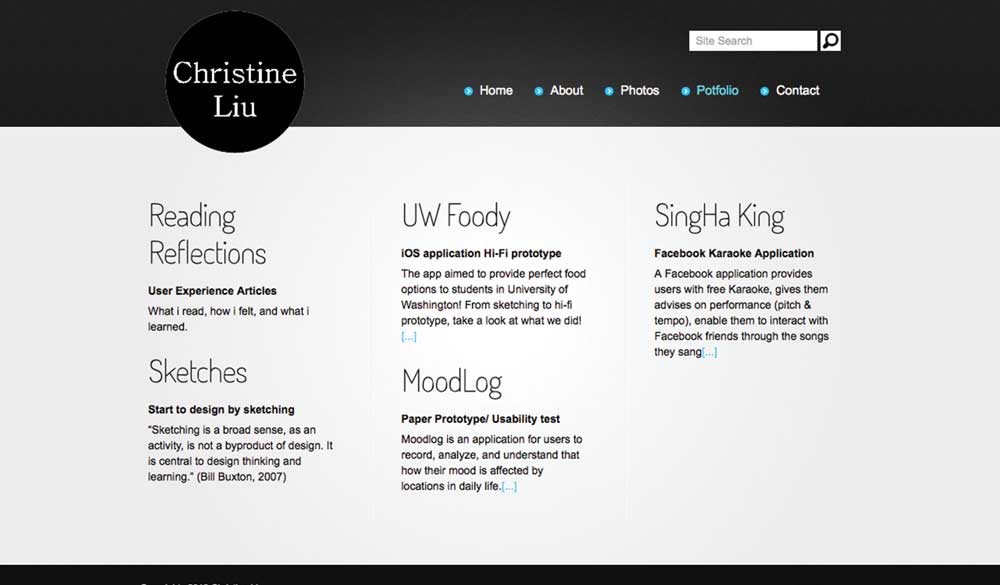 Christine
Liu
Site Search
Home
About
Photos
Potfolio
Contact
Reading
Reflections
User Experience Articles
What i read, how i felt, and what i
learned.
Sketches
Start to design by sketching
“Sketching is a broad sense, as an
activity, is not a byproduct of design. It
is central to design thinking and
learning.” (Bill Buxton, 2007)
UW Foody
iOS application Hi-Fi prototype
The app aimed to provide perfect food
options to students in University of
Washington! From sketching to hi-fi
prototype, take a look at what we did!
[...]
MoodLog
Paper Prototype/ Usability test
Moodlog is an application for users to
record, analyze, and understand that
how their mood is affected by
locations in daily life.[...]
SingHa King
Facebook Karaoke Application
A Facebook application provides
users with free Karaoke, gives them
advises on performance (pitch &
tempo), enable them to interact with
Facebook friends through the songs
they sang[...]